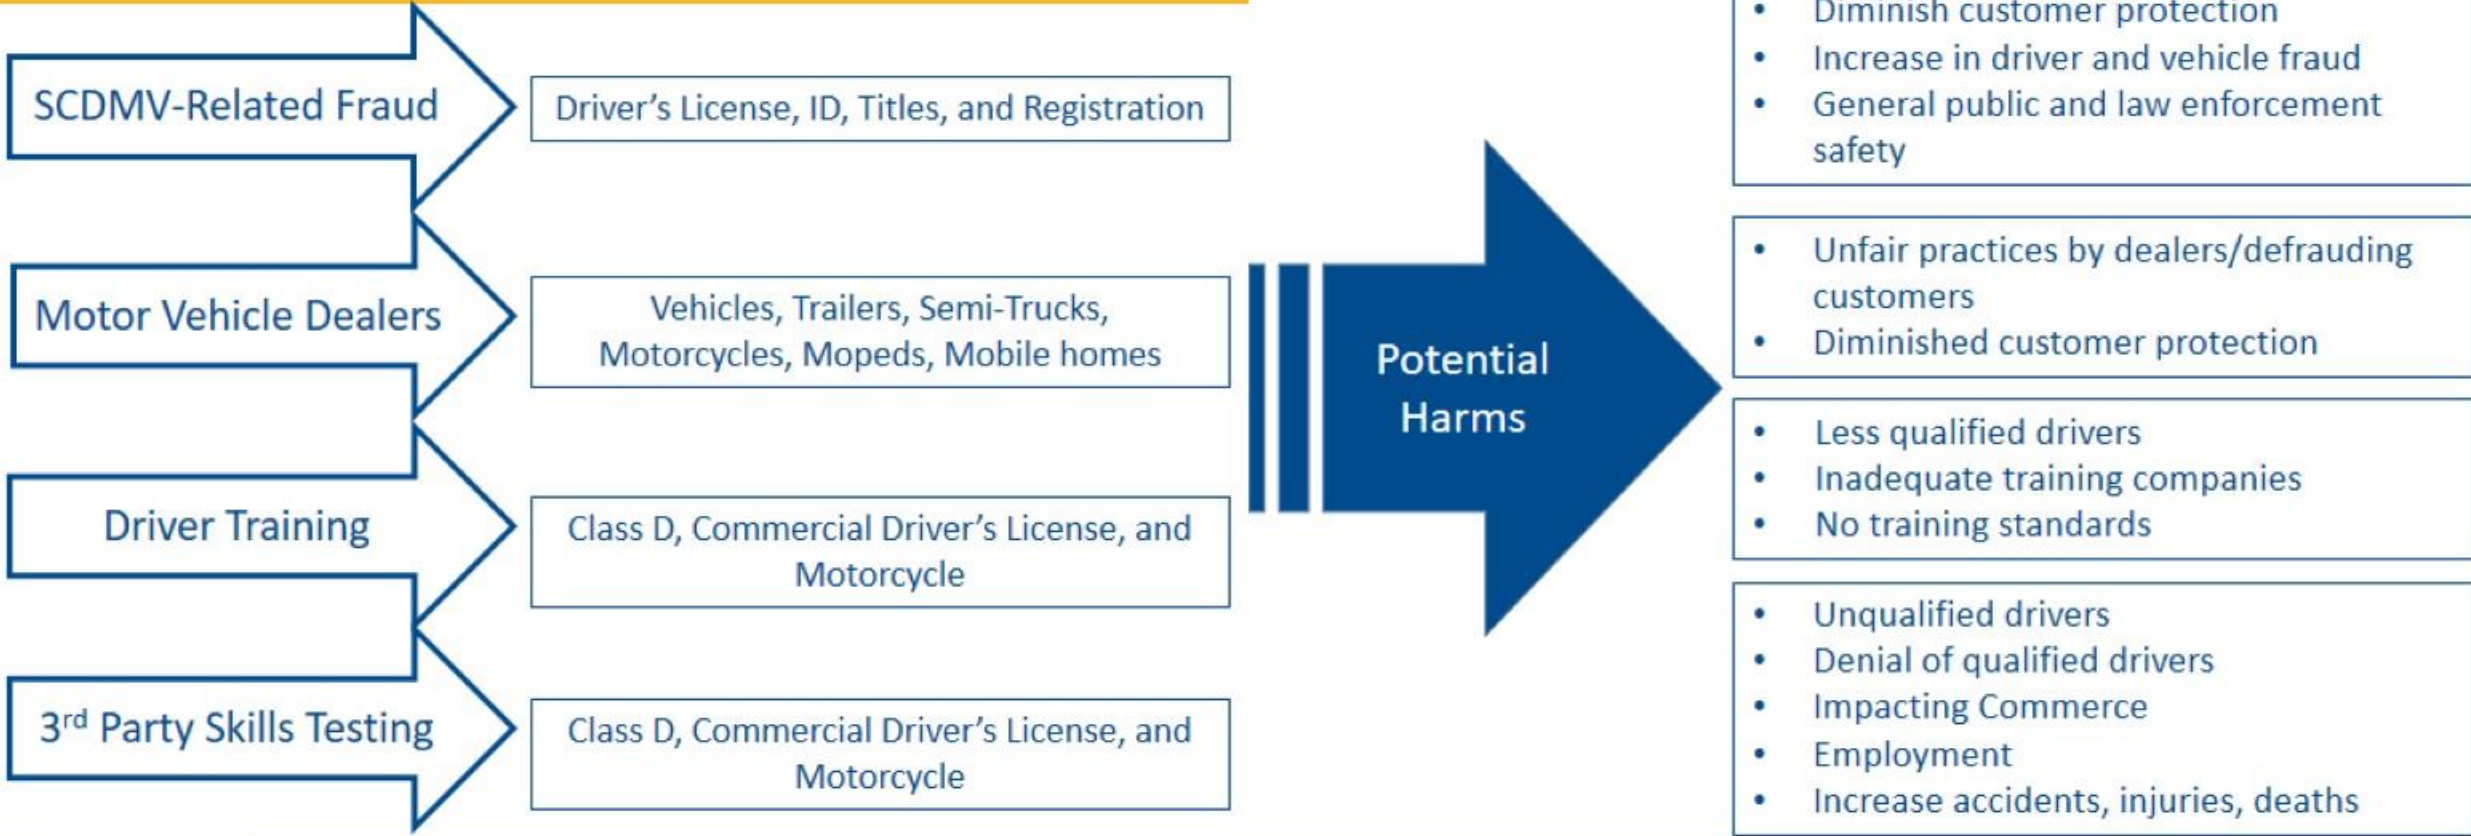 SCDMV-Related Fraud
Driver’s License, ID, Titles, and Registration
Motor Vehicle Dealers
Vehicles, Trailers, Semi-Trucks,
Motorcycles, Mopeds, Mobile homes
Driver Training
Class D, Commercial Driver’s License, and
Motorcycle
3rd Party Skills Testing
Class D, Commercial Driver’s License, and
Motorcycle
Potential
Harms
• Diminish customer protection
• Increase in driver and vehicle fraud
• General public and law enforcement
safety
• Unfair practices by dealers/defrauding
customers
• Diminished customer protection
• Less qualified drivers
• Inadequate training companies
• No training standards
• Unqualified drivers
• Denial of qualified drivers
• Impacting Commerce
• Employment
• Increase accidents, injuries, deaths